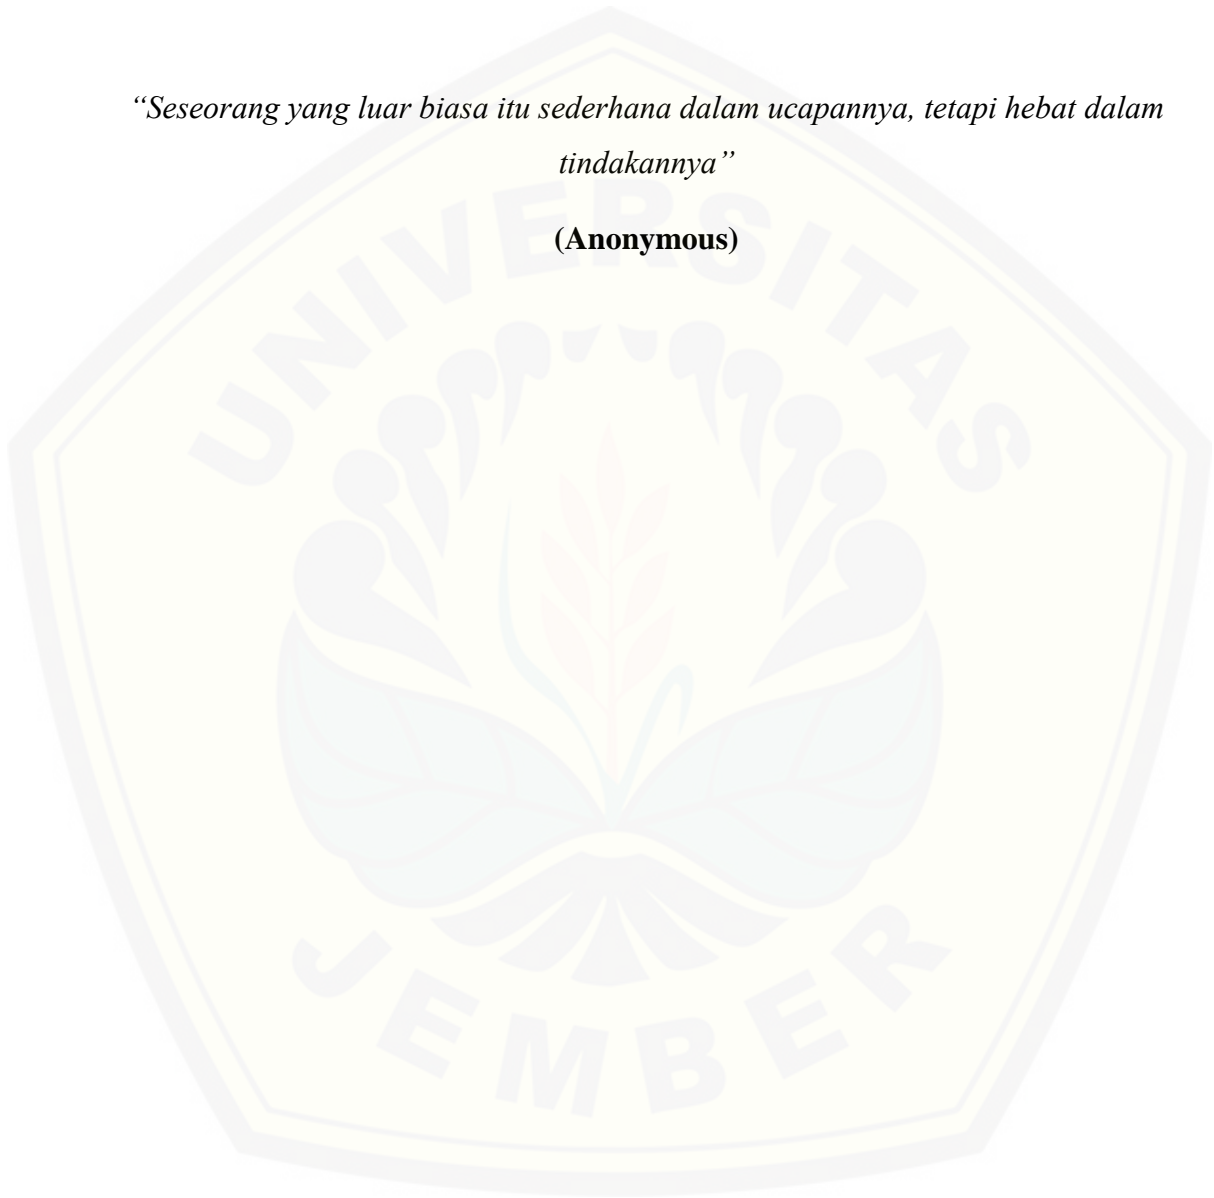 “Seseorang yang luar biasa itu sederhana dalam ucapannya, tetapi hebat dalam
tindakannya”
(Anonymous)
UNIVERSITAS
JEMBER